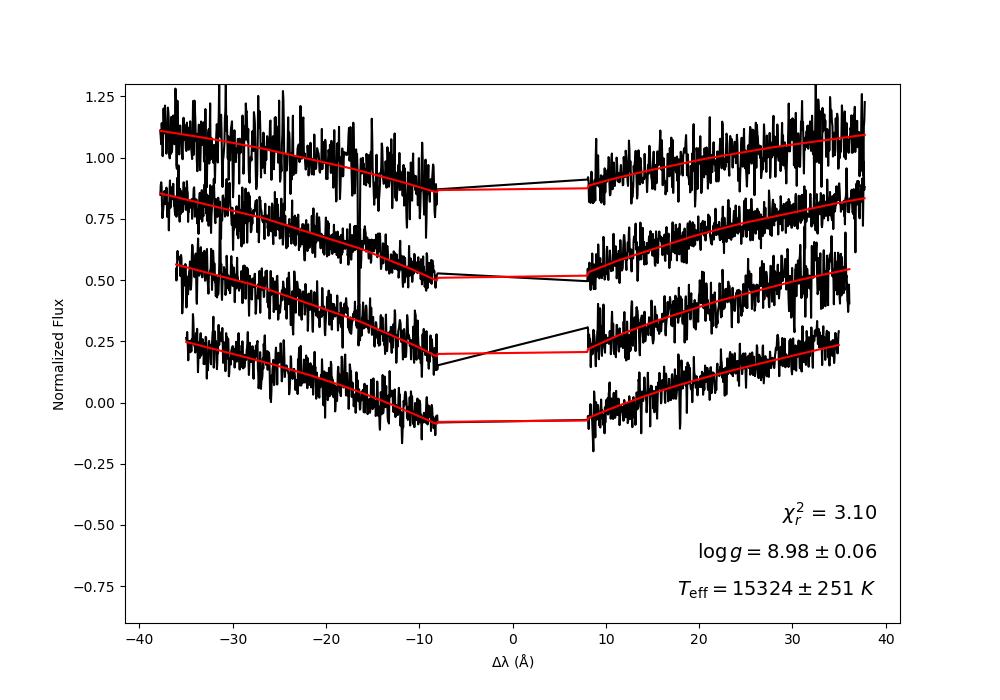 1.25
1.00
0.75
0.50
0.25
0.00
−0.25
−0.50
−0.75
Normalized Flux
χ²ᵣ = 3.10
log g = 8.98 ± 0.06
T_eff = 15324 ± 251 K
−40 −30 −20 −10 0 10 20 30 40
Δλ (Å)